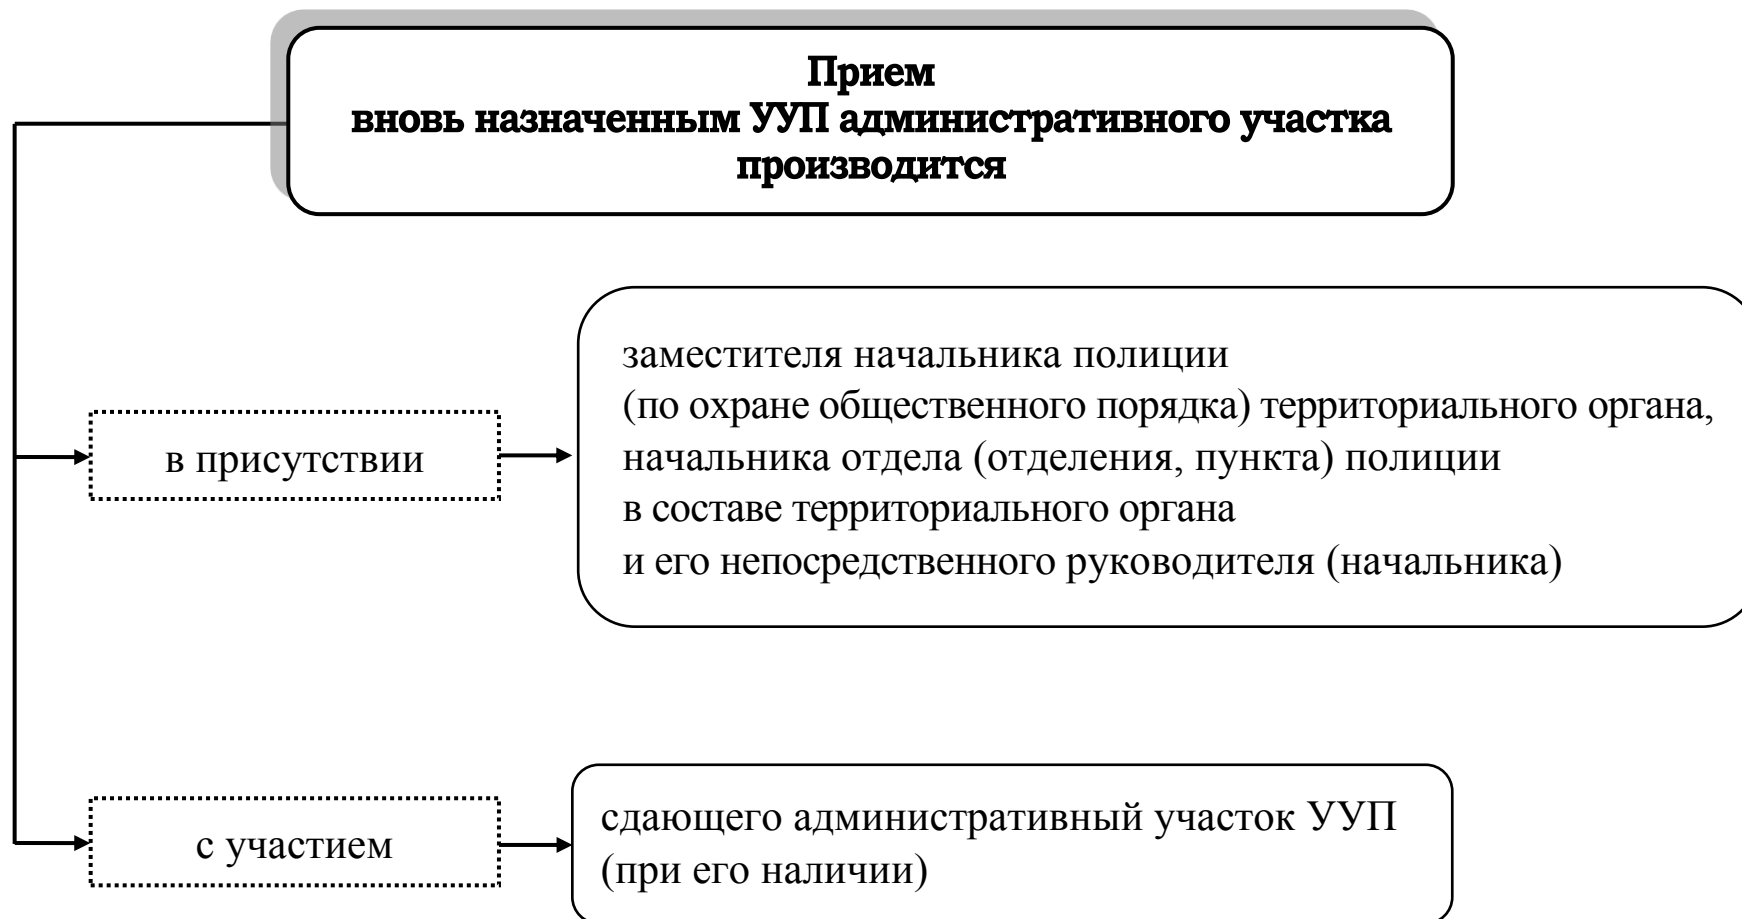 Прием
вновь назначенным УУП административного участка
производится
в присутствии
заместителя начальника полиции
(по охране общественного порядка) территориального органа,
начальника отдела (отделения, пункта) полиции
в составе территориального органа
и его непосредственного руководителя (начальника)
с участием
сдающего административный участок УУП
(при его наличии)